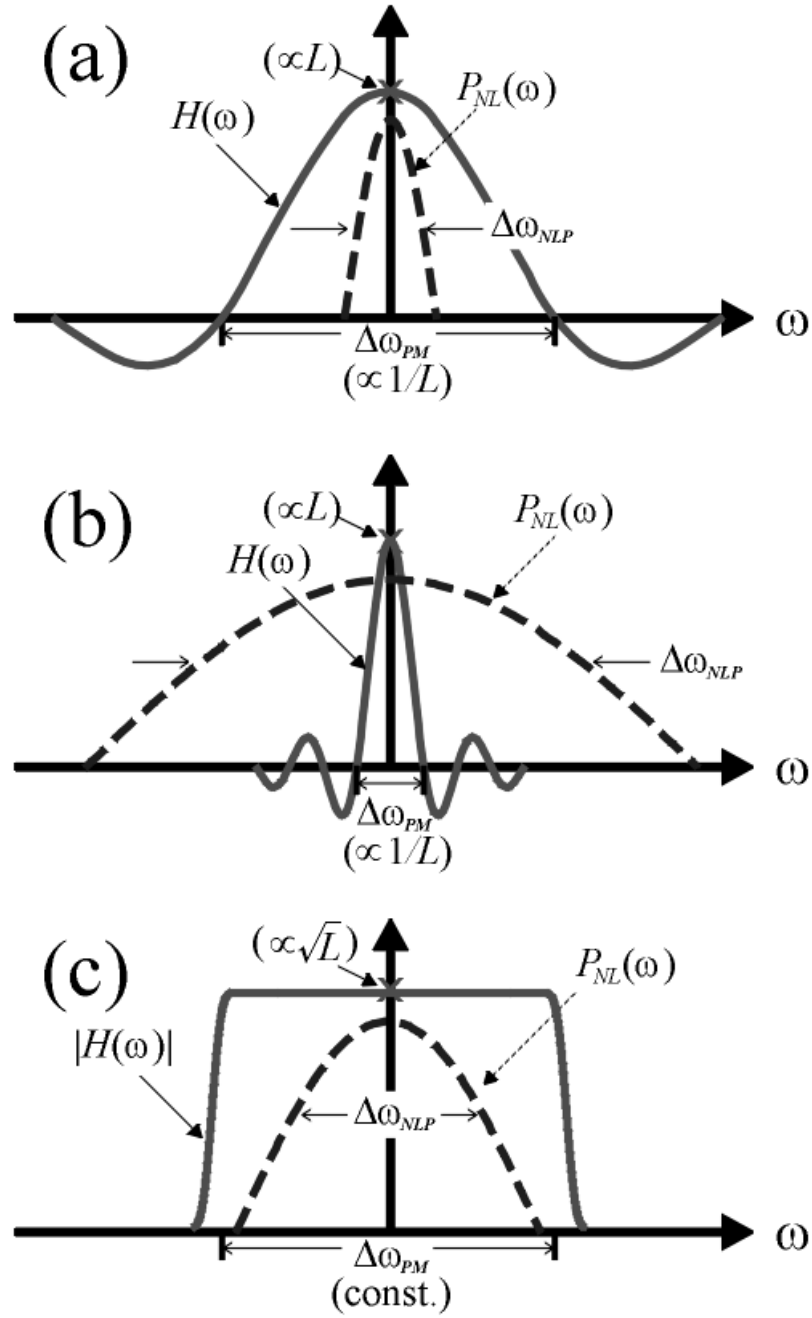 (a)
(∝L)
P_NL(ω)
H(ω)
Δω_NLP
ω
Δω_PM
(∝1/L)
(b)
(∝L)
P_NL(ω)
H(ω)
Δω_NLP
ω
Δω_PM
(∝1/L)
(c)
(∝√L)
P_NL(ω)
|H(ω)|
Δω_NLP
ω
Δω_PM
(const.)